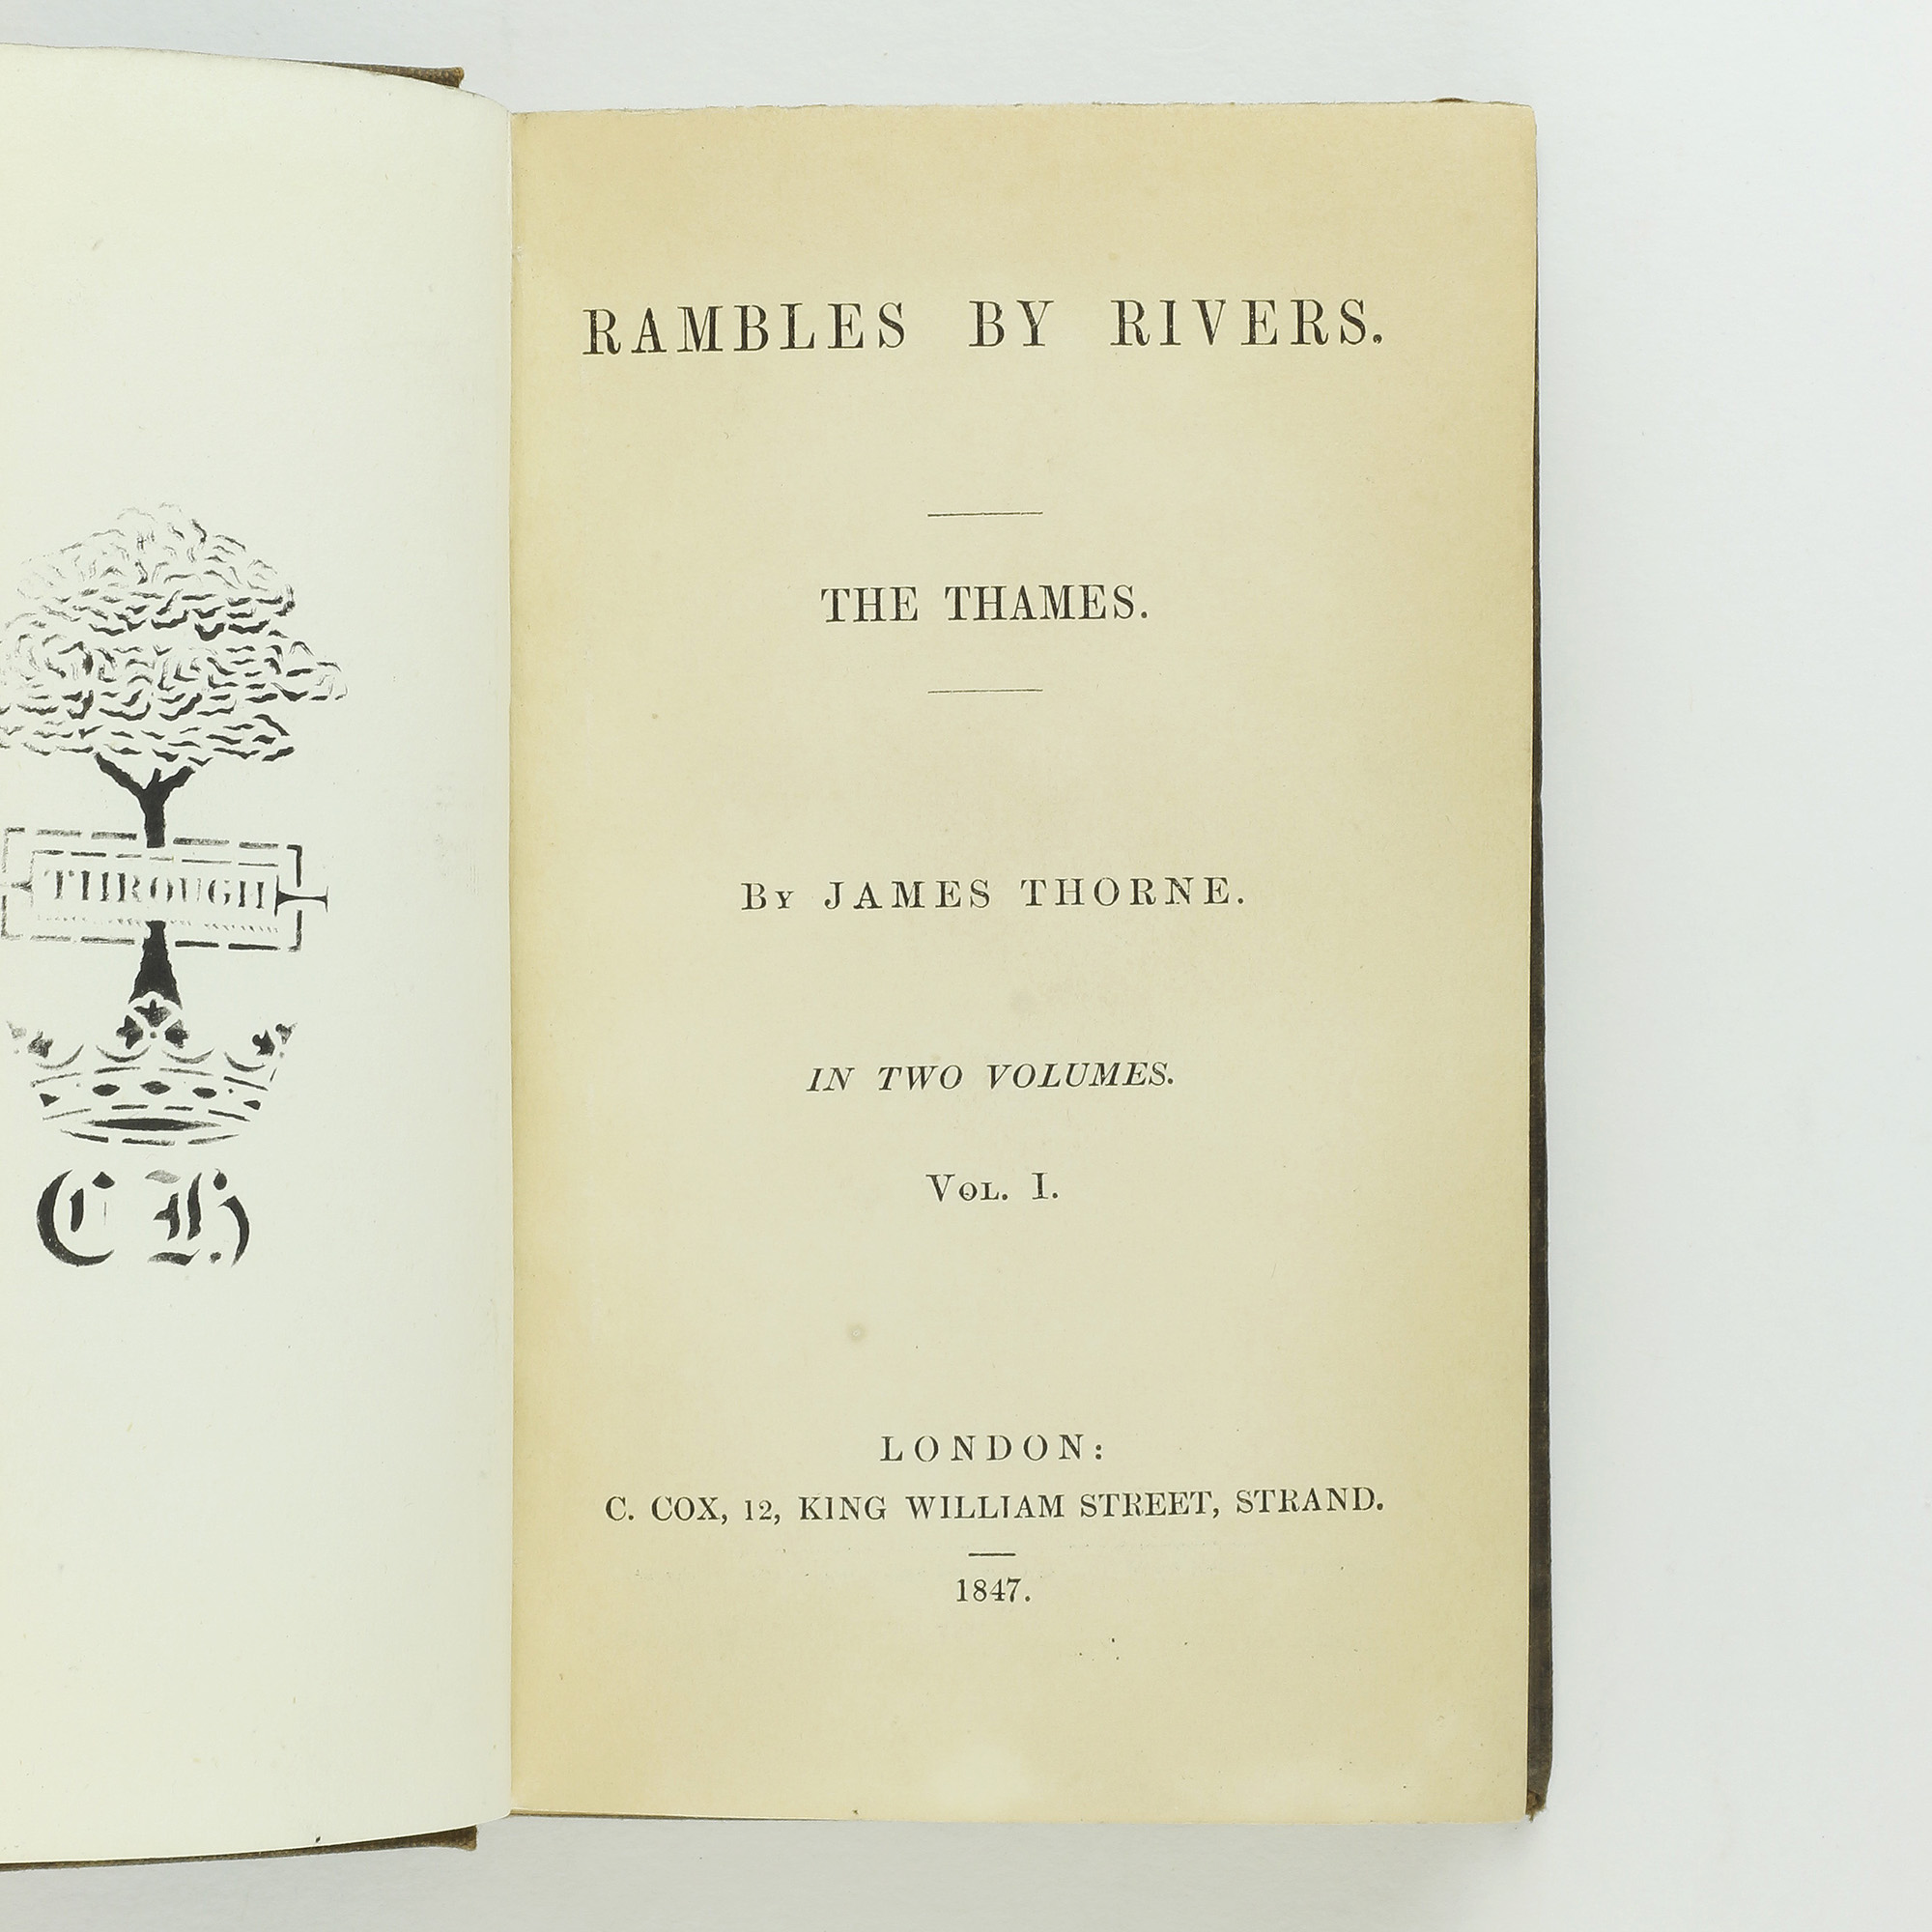 THROUGH
C H
RAMBLES BY RIVERS.
THE THAMES.
By JAMES THORNE.
IN TWO VOLUMES.
Vol. I.
LONDON:
C. COX, 12, KING WILLIAM STREET, STRAND.
1847.